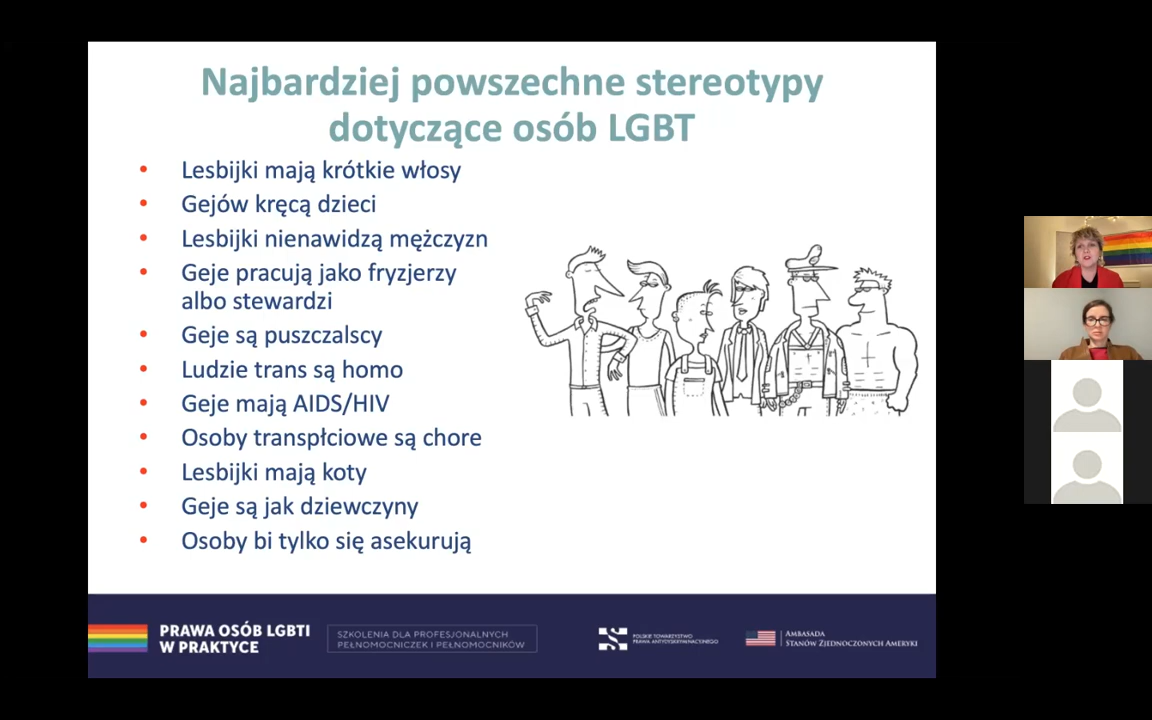 Najbardziej powszechne stereotypy
dotyczące osób LGBT
• Lesbijki mają krótkie włosy
• Gejów kręcą dzieci
• Lesbijki nienawidzą mężczyzn
• Geje pracują jako fryzjerzy
albo stewardzi
• Geje są puszczalscy
• Ludzie trans są homo
• Geje mają AIDS/HIV
• Osoby transpłciowe są chore
• Lesbijki mają koty
• Geje są jak dziewczyny
• Osoby bi tylko się asekurują
PRAWA OSÓB LGBTI
W PRAKTYCE
SZKOLENIA DLA PROFESJONALNYCH
PEŁNOMOCNICZEK I PEŁNOMOCNIKÓW
POLSKIE TOWARZYSTWO
PRAWA ANTYDYSKRYMINACYJNEGO
AMBASADA
STANÓW ZJEDNOCZONYCH AMERYKI